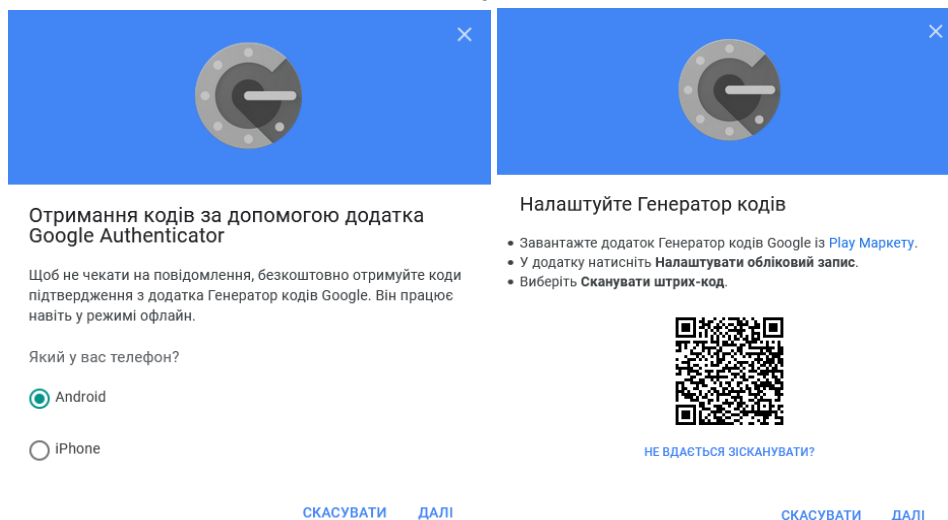 Отримання кодів за допомогою додатка
Google Authenticator
Щоб не чекати на повідомлення, безкоштовно отримуйте коди
підтвердження з додатка Генератор кодів Google. Він працює
навіть у режимі офлайн.
Який у вас телефон?
Android
iPhone
СКАСУВАТИ ДАЛІ
Налаштуйте Генератор кодів
• Завантажте додаток Генератор кодів Google із Play Маркету.
• У додатку натисніть Налаштувати обліковий запис.
• Виберіть Сканувати штрих-код.
НЕ ВДАЄТЬСЯ ЗІСКАНУВАТИ?
СКАСУВАТИ ДАЛІ